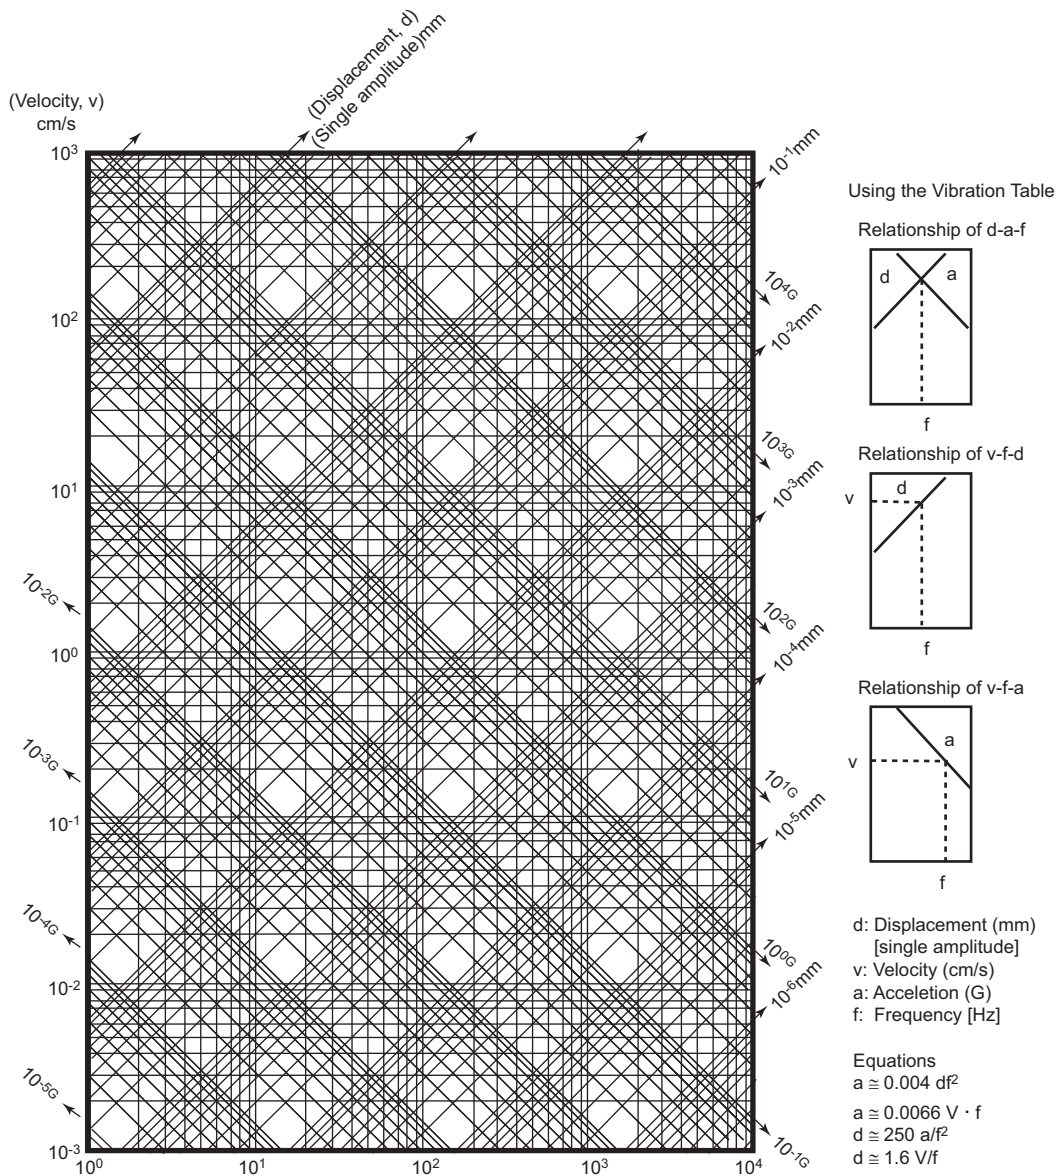 (Displacement, d)
(Single amplitude)mm
(Velocity, v)
cm/s
10³
10²
10¹
10⁰
10⁻¹
10⁻²
10⁻³
10⁻²G
10⁻³G
10⁻⁴G
10⁻⁵G
10⁰
10¹
10²
10³
10⁴
10⁻¹mm
10⁴G
10⁻²mm
10³G
10⁻³mm
10²G
10⁻⁴mm
10¹G
10⁻⁵mm
10⁰G
10⁻⁶mm
10⁻¹G
Using the Vibration Table
Relationship of d-a-f
d
a
f
Relationship of v-f-d
v
d
f
Relationship of v-f-a
v
a
f
d: Displacement (mm)
[single amplitude]
v: Velocity (cm/s)
a: Acceletion (G)
f: Frequency [Hz]
Equations
a ≅ 0.004 df²
a ≅ 0.0066 V · f
d ≅ 250 a/f²
d ≅ 1.6 V/f